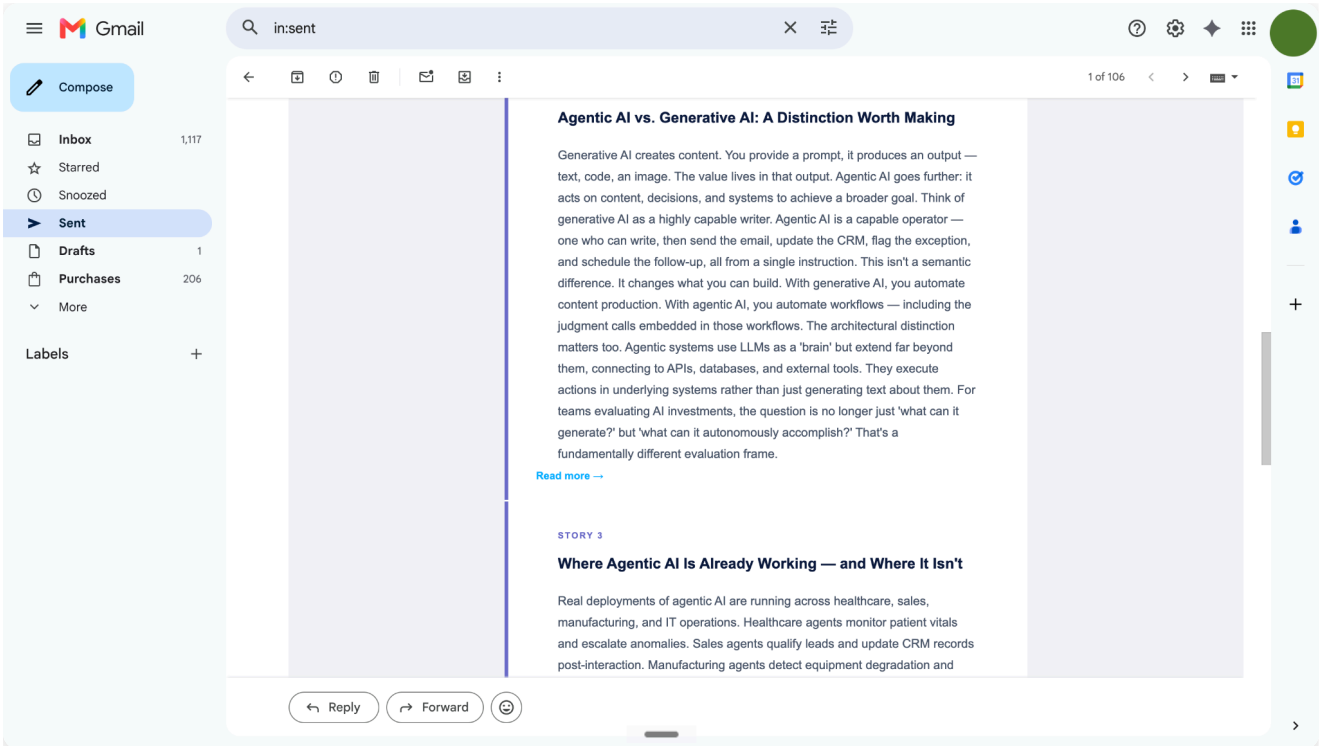 Gmail
in:sent
Compose
1 of 106
Inbox 1,117
Starred
Snoozed
Sent
Drafts 1
Purchases 206
More
Labels
31
Agentic AI vs. Generative AI: A Distinction Worth Making
Generative AI creates content. You provide a prompt, it produces an output —
text, code, an image. The value lives in that output. Agentic AI goes further: it
acts on content, decisions, and systems to achieve a broader goal. Think of
generative AI as a highly capable writer. Agentic AI is a capable operator —
one who can write, then send the email, update the CRM, flag the exception,
and schedule the follow-up, all from a single instruction. This isn't a semantic
difference. It changes what you can build. With generative AI, you automate
content production. With agentic AI, you automate workflows — including the
judgment calls embedded in those workflows. The architectural distinction
matters too. Agentic systems use LLMs as a 'brain' but extend far beyond
them, connecting to APIs, databases, and external tools. They execute
actions in underlying systems rather than just generating text about them. For
teams evaluating AI investments, the question is no longer just 'what can it
generate?' but 'what can it autonomously accomplish?' That's a
fundamentally different evaluation frame.
Read more →
STORY 3
Where Agentic AI Is Already Working — and Where It Isn't
Real deployments of agentic AI are running across healthcare, sales,
manufacturing, and IT operations. Healthcare agents monitor patient vitals
and escalate anomalies. Sales agents qualify leads and update CRM records
post-interaction. Manufacturing agents detect equipment degradation and
Reply
Forward